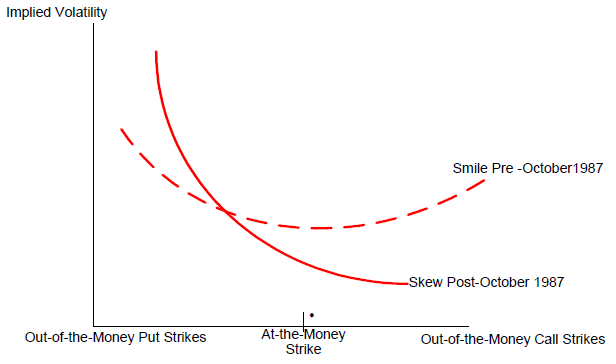 Implied Volatility
Smile Pre -October1987
Skew Post-October 1987
Out-of-the-Money Put Strikes
At-the-Money
Strike
Out-of-the-Money Call Strikes